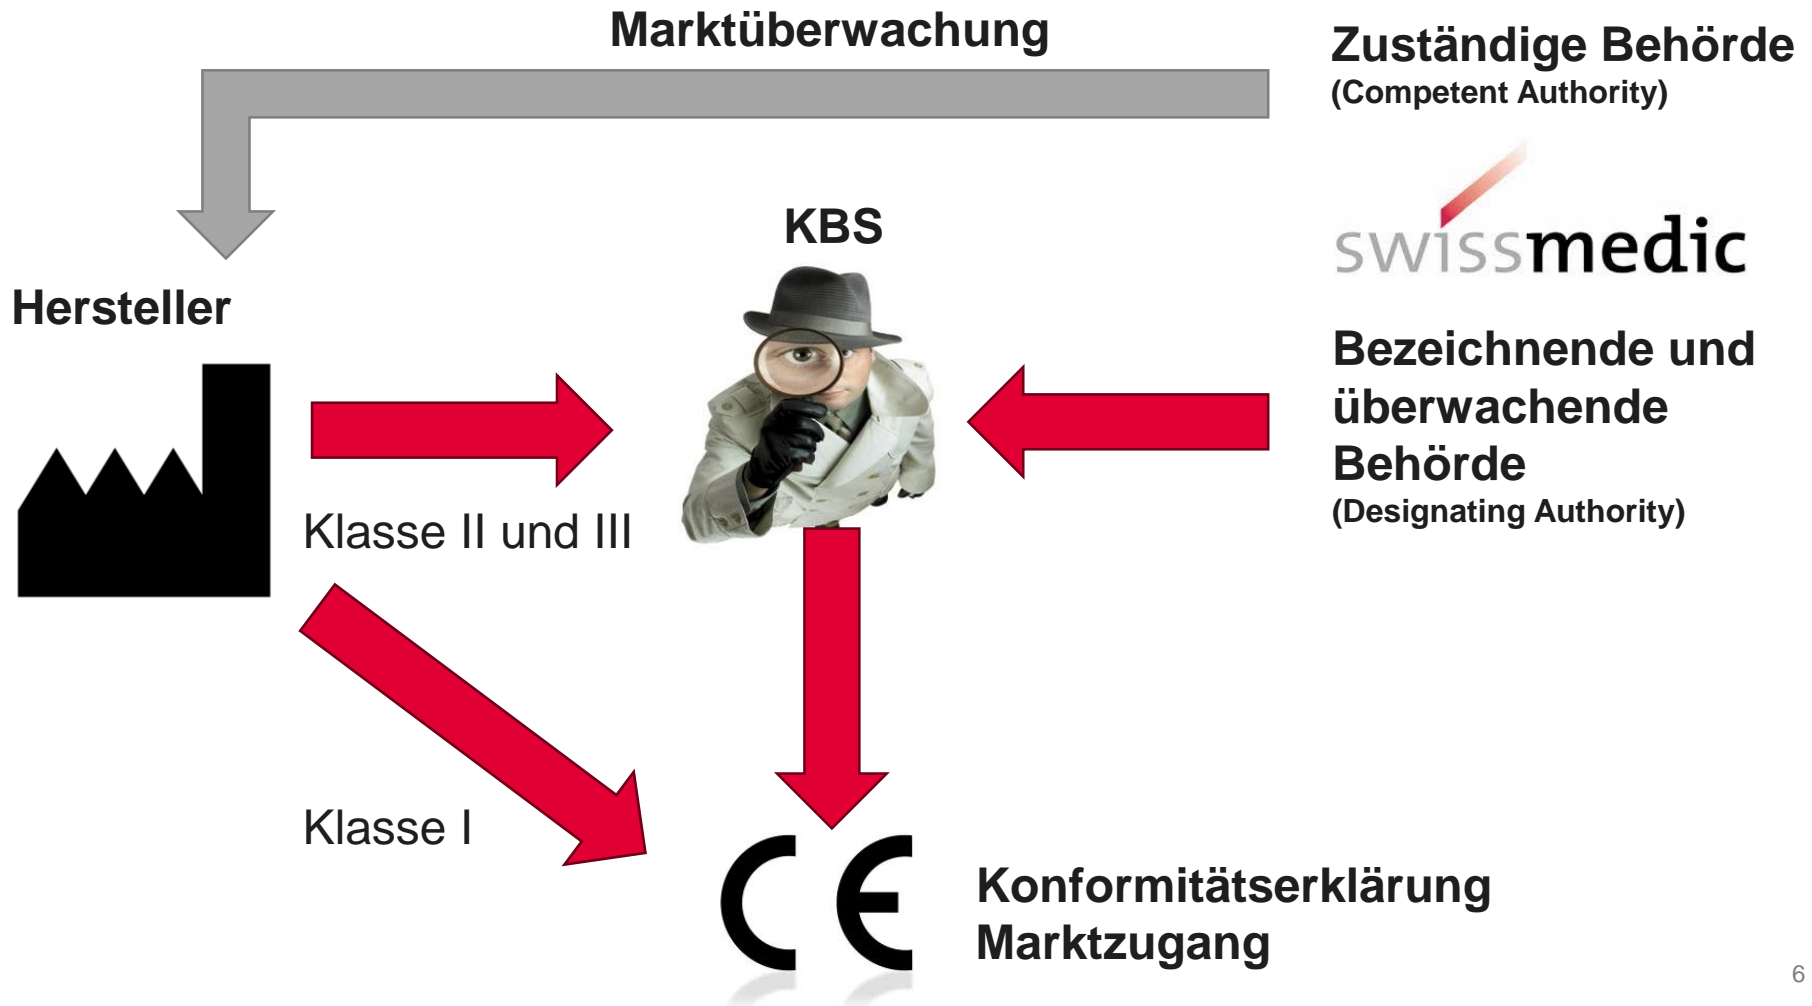 Marktüberwachung
Zuständige Behörde
(Competent Authority)
swissmedic
KBS
Hersteller
Bezeichnende und
überwachende
Behörde
(Designating Authority)
Klasse II und III
Klasse I
CE
Konformitätserklärung
Marktzugang
6